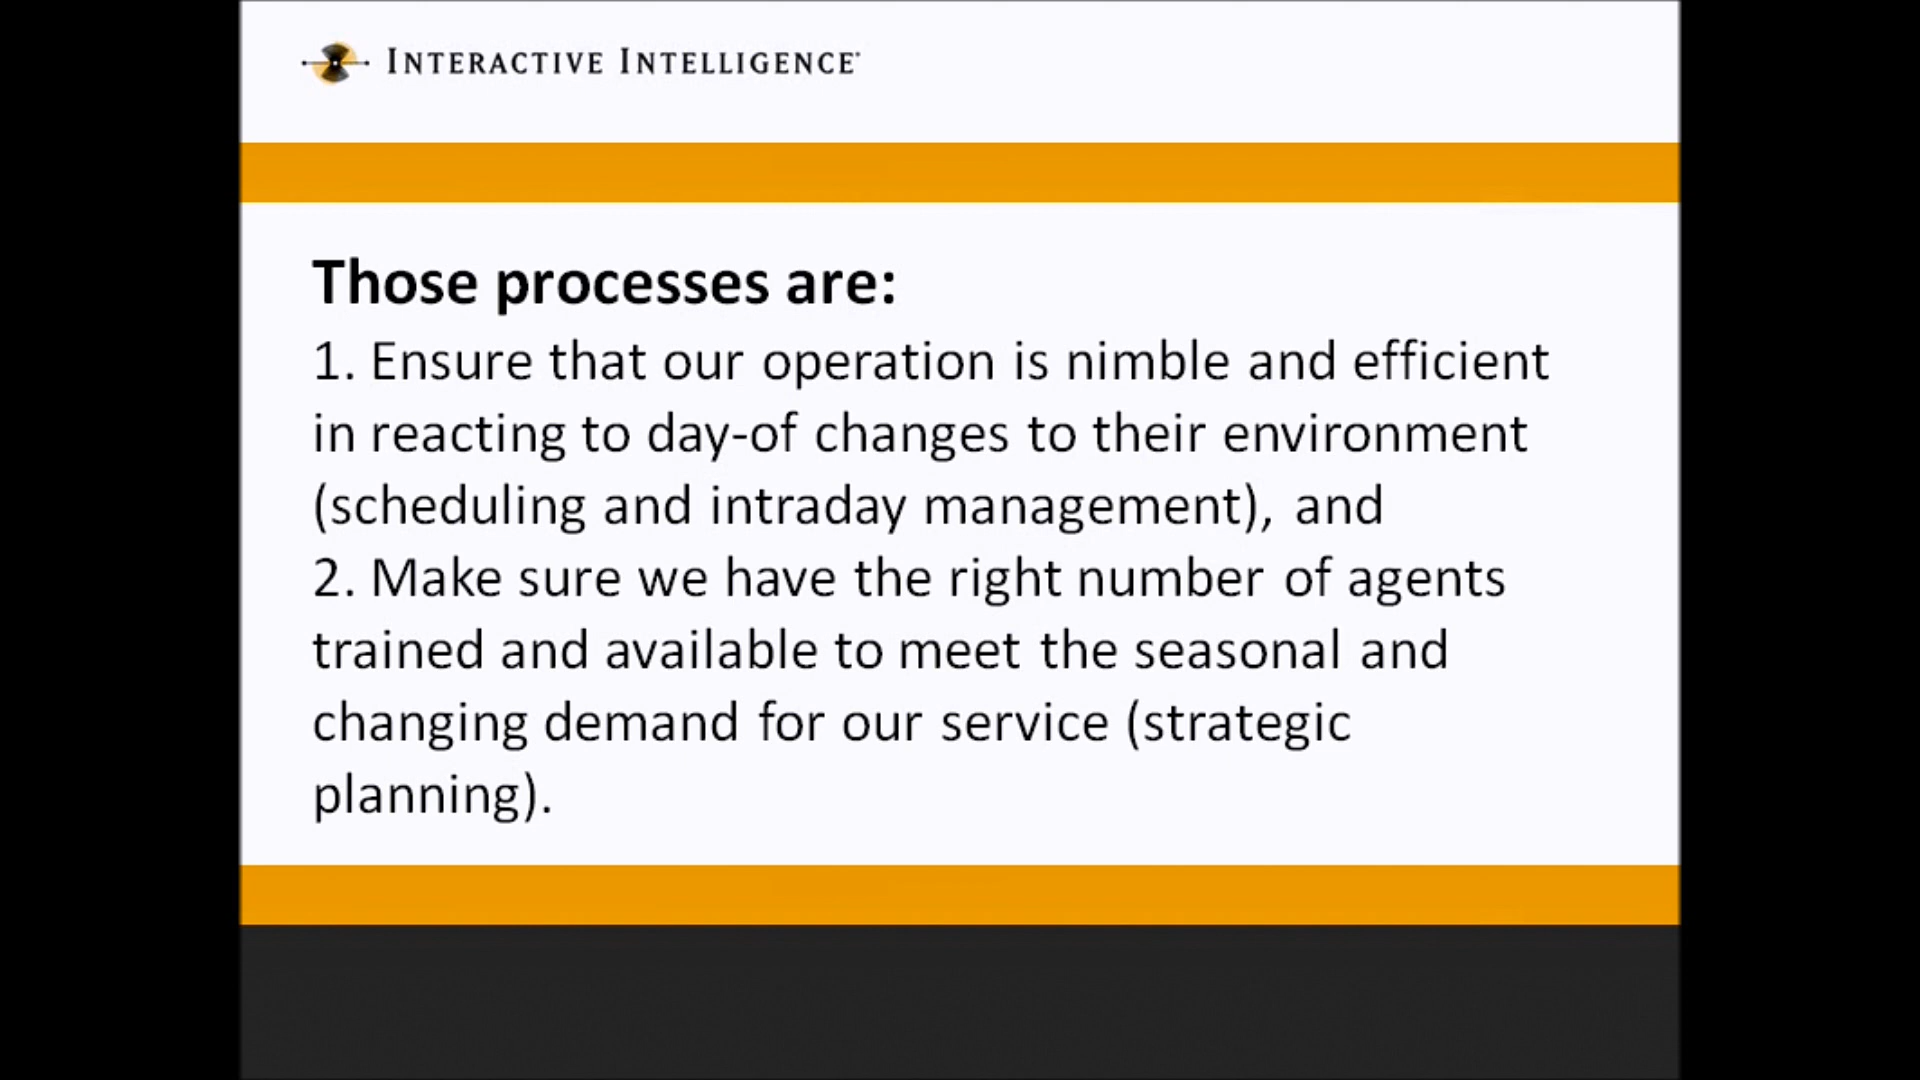 INTERACTIVE INTELLIGENCE
Those processes are:
1. Ensure that our operation is nimble and efficient
in reacting to day-of changes to their environment
(scheduling and intraday management), and
2. Make sure we have the right number of agents
trained and available to meet the seasonal and
changing demand for our service (strategic
planning).